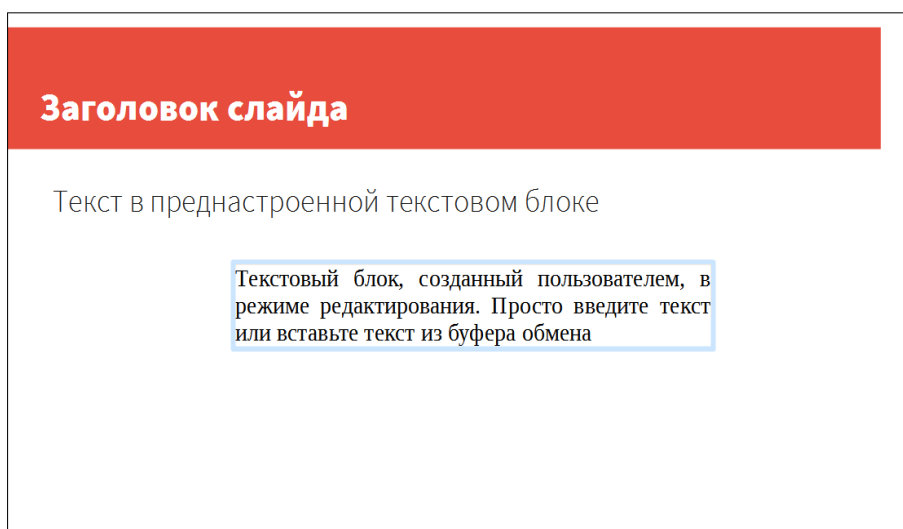 Заголовок слайда
Текст в преднастроенной текстовом блоке
Текстовый блок, созданный пользователем, в
режиме редактирования. Просто введите текст
или вставьте текст из буфера обмена